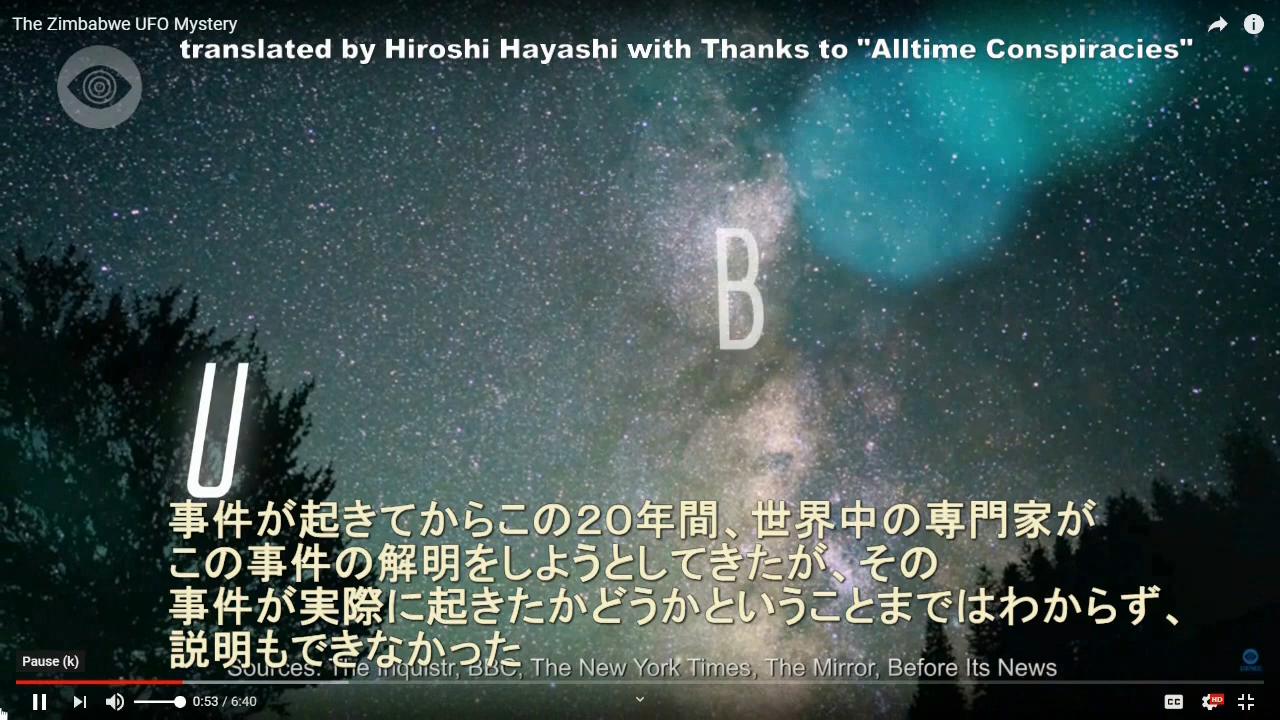 The Zimbabwe UFO Mystery
translated by Hiroshi Hayashi with Thanks to "Alltime Conspiracies"
B
U
事件が起きてからこの20年間、世界中の専門家が
この事件の解明をしようとしてきたが、その
事件が実際に起きたかどうかということまではわからず、
説明もできなかった
Sources: The Inquistr, BBC, The New York Times, The Mirror, Before Its News
Pause (k)
0:53 / 6:40
CC
HD